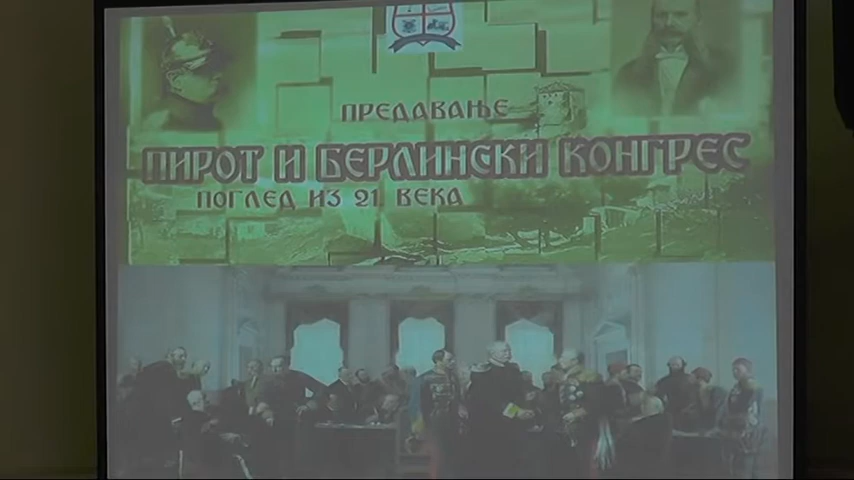 ПРЕДАВАЊЕ
ПИРОТ И БЕРЛИНСКИ КОНГРЕС
ПОГЛЕД ИЗ 21. ВЕКА